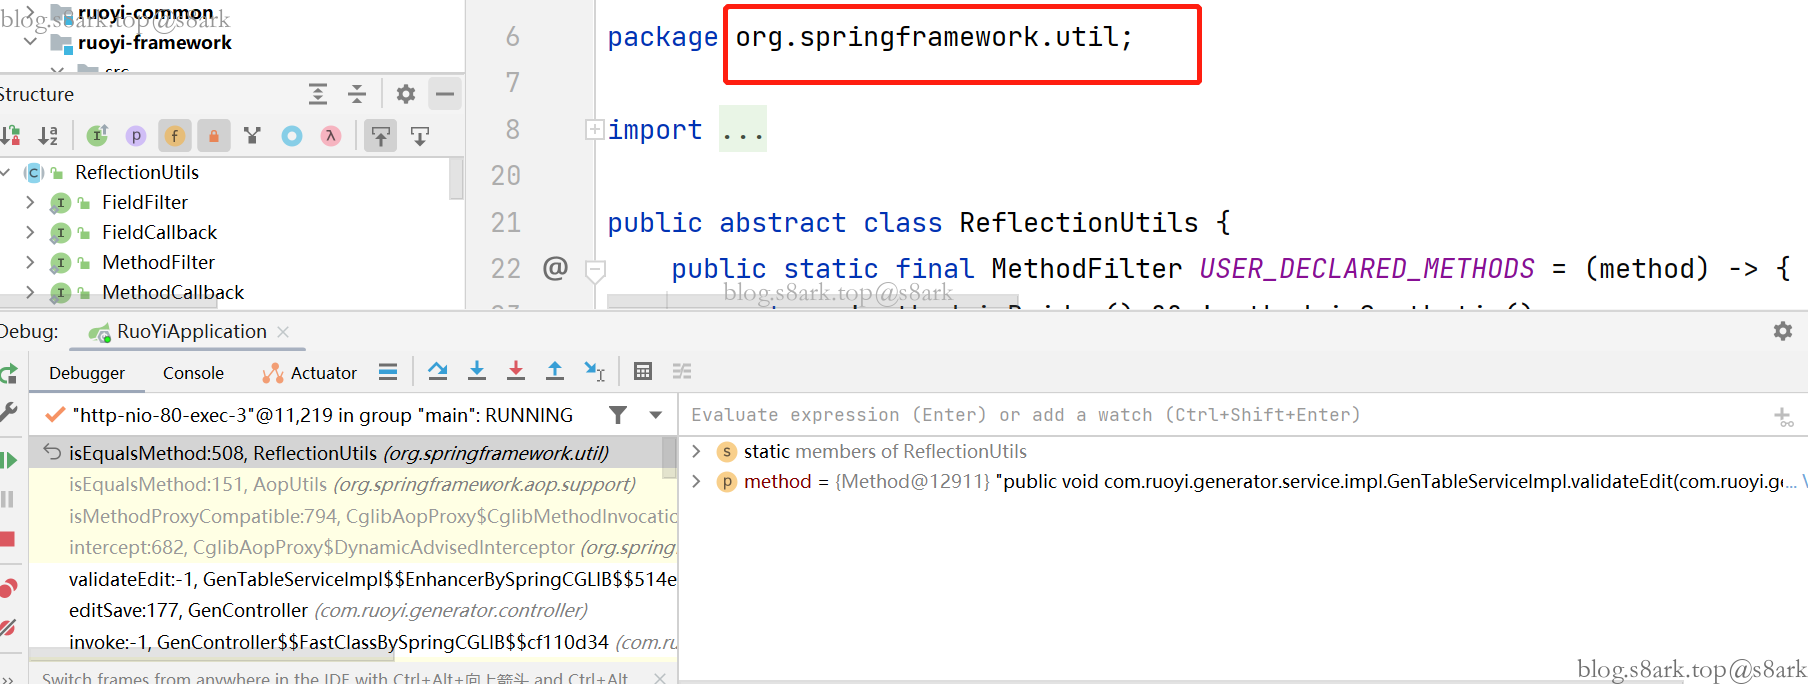 ruoyi-common
blog.s8ark.top@s8ark
ruoyi-framework
src
Structure
ReflectionUtils
FieldFilter
FieldCallback
MethodFilter
MethodCallback
6 package org.springframework.util;
7
8 import ...
20
21 public abstract class ReflectionUtils {
22 @ public static final MethodFilter USER_DECLARED_METHODS = (method) -> {
blog.s8ark.top@s8ark
Debug: RuoYiApplication
Debugger Console Actuator
"http-nio-80-exec-3"@11,219 in group "main": RUNNING
isEqualsMethod:508, ReflectionUtils (org.springframework.util)
isEqualsMethod:151, AopUtils (org.springframework.aop.support)
isMethodProxyCompatible:794, CglibAopProxy$CglibMethodInvocatio
intercept:682, CglibAopProxy$DynamicAdvisedInterceptor (org.spring
validateEdit:-1, GenTableServiceImpl$$EnhancerBySpringCGLIB$$514e
editSave:177, GenController (com.ruoyi.generator.controller)
invoke:-1, GenController$$FastClassBySpringCGLIB$$cf110d34 (com.ru
Switch frames from anywhere in the IDE with Ctrl+Alt+向上箭头 and Ctrl+Alt
Evaluate expression (Enter) or add a watch (Ctrl+Shift+Enter)
static members of ReflectionUtils
method = {Method@12911} "public void com.ruoyi.generator.service.impl.GenTableServiceImpl.validateEdit(com.ruoyi.ge...
blog.s8ark.top@s8ark